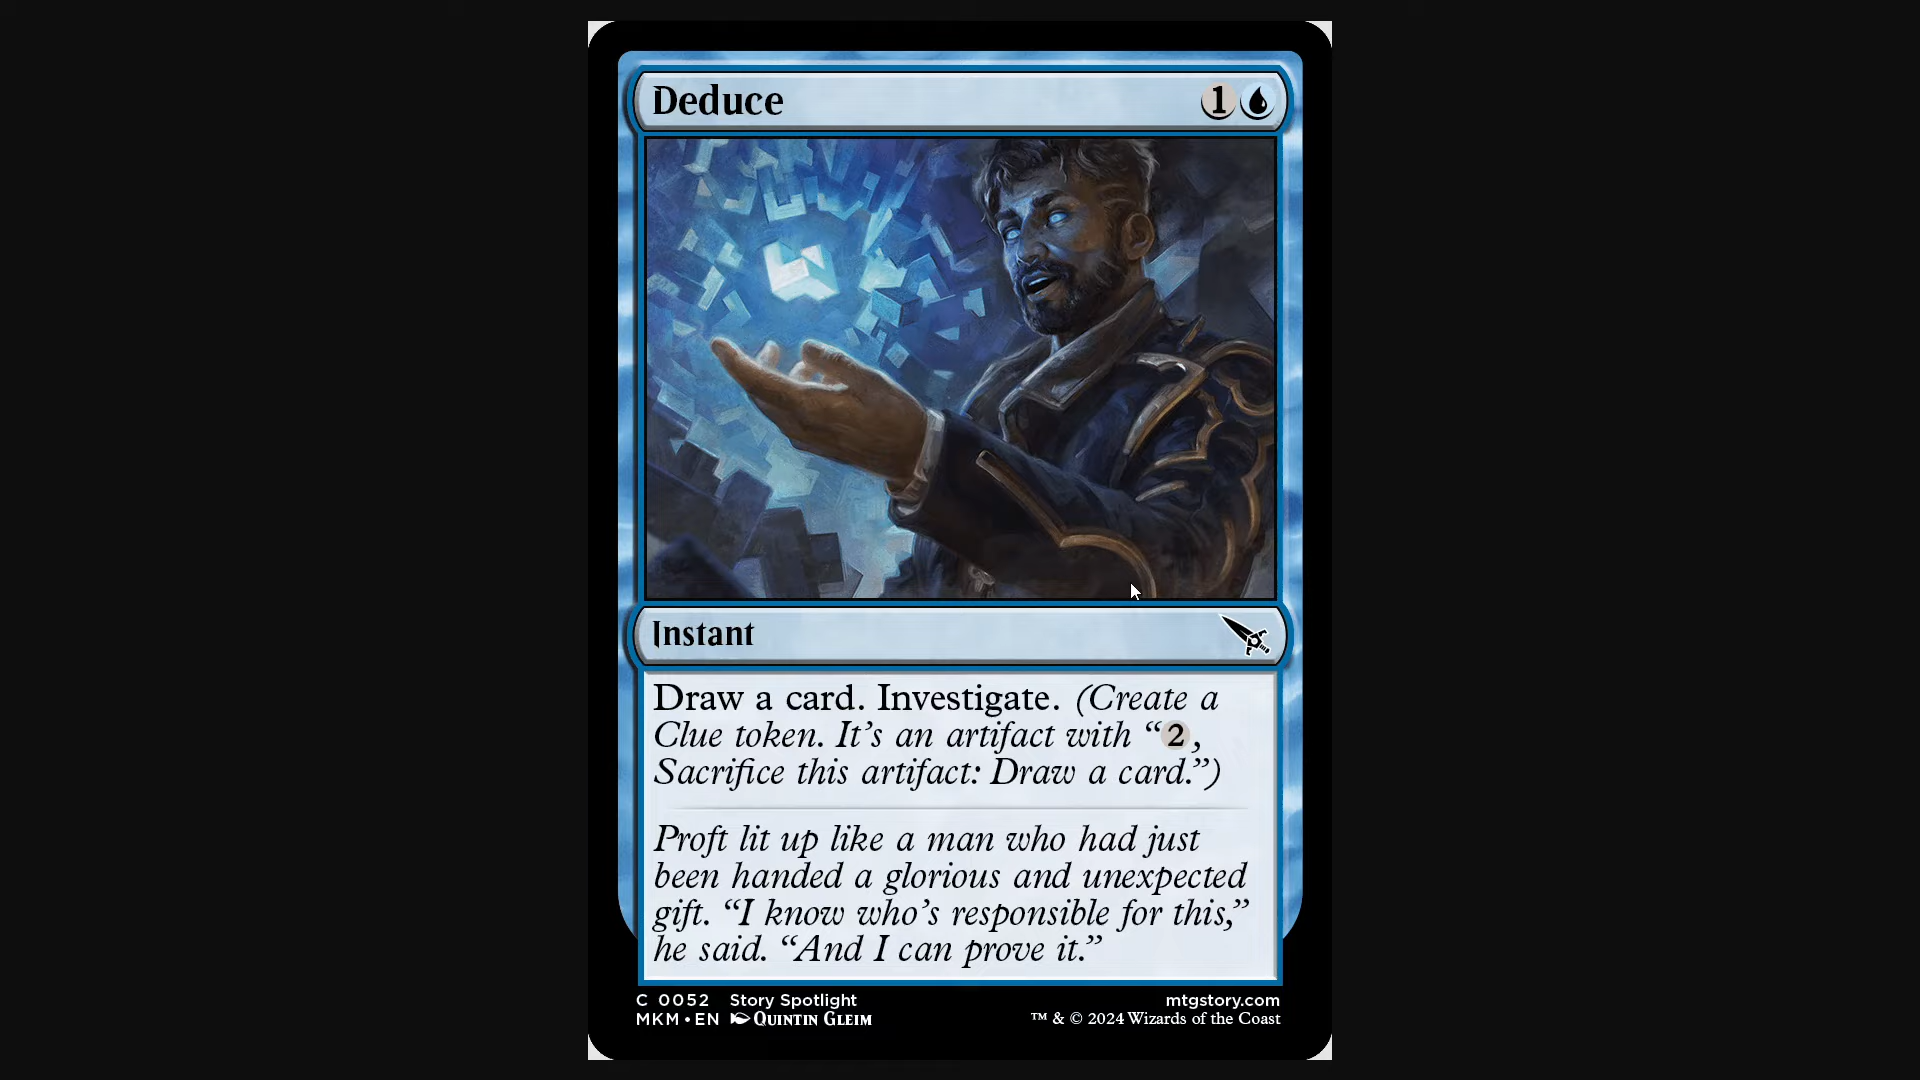 Deduce 1
Instant
Draw a card. Investigate. (Create a
Clue token. It’s an artifact with “2,
Sacrifice this artifact: Draw a card.”)
Proft lit up like a man who had just
been handed a glorious and unexpected
gift. “I know who’s responsible for this,”
he said. “And I can prove it.”
C 0052 Story Spotlight mtgstory.com
MKM • EN Quintin Gleim ™ & © 2024 Wizards of the Coast